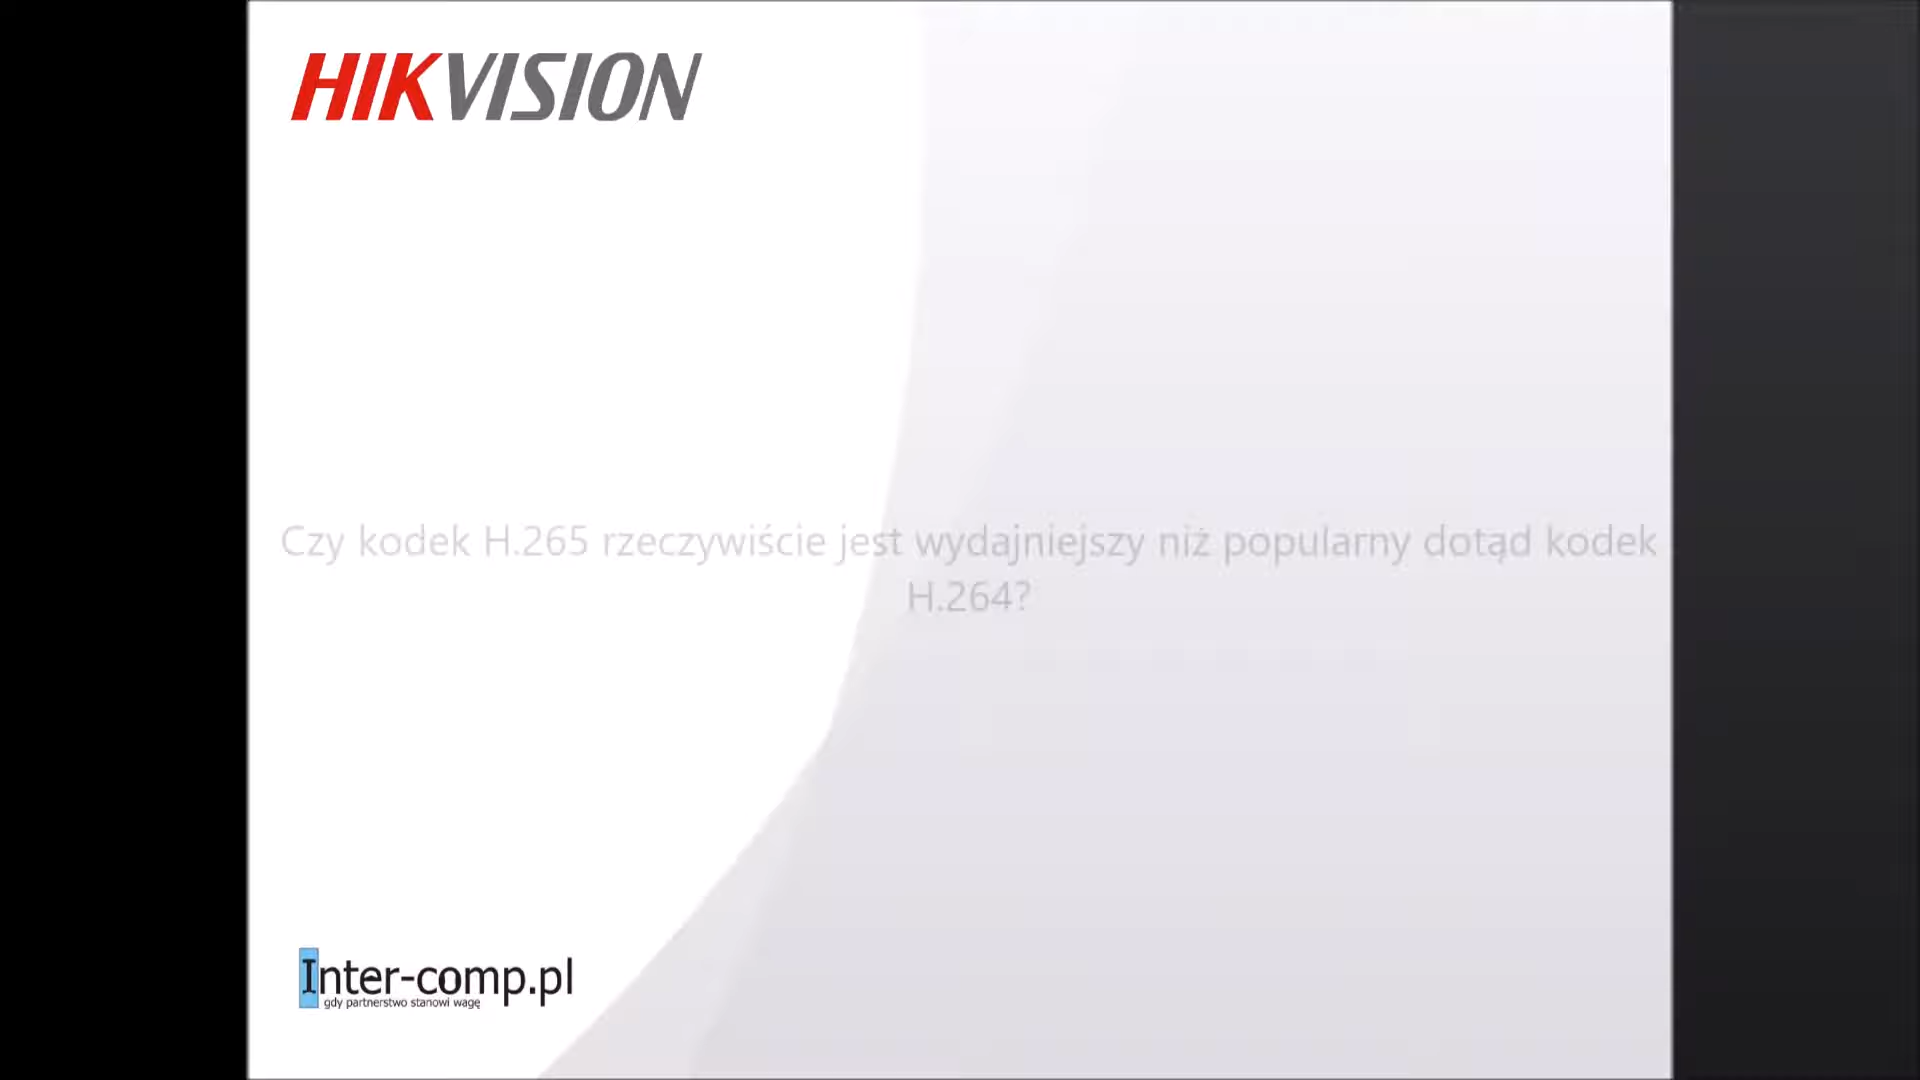 HIKVISION
Czy kodek H.265 rzeczywiście jest wydajniejszy niż popularny dotąd kodek
H.264?
Inter-comp.pl
gdy partnerstwo stanowi wagę